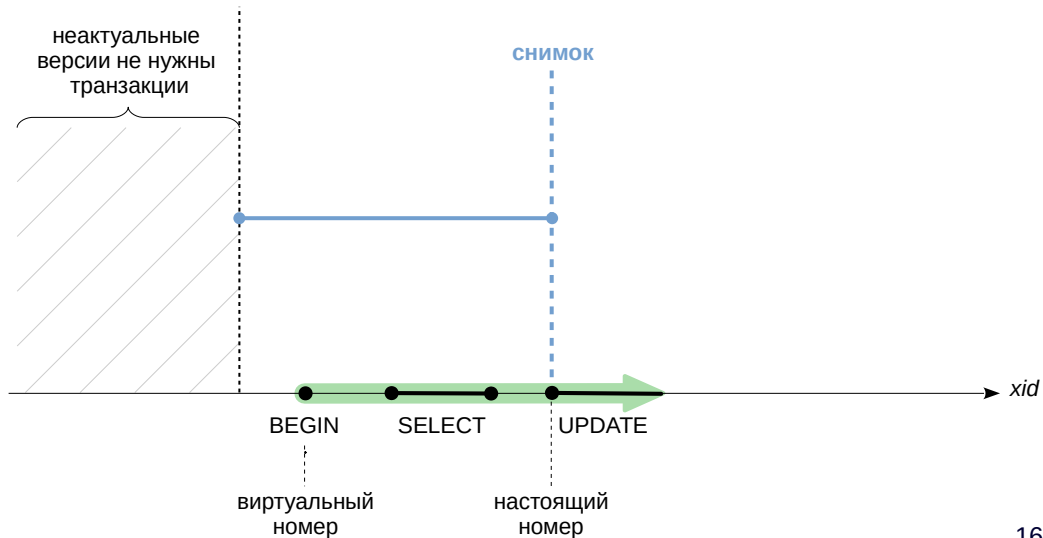 неактуальные
версии не нужны
транзакции
снимок
xid
BEGIN
SELECT
UPDATE
виртуальный
номер
настоящий
номер
16